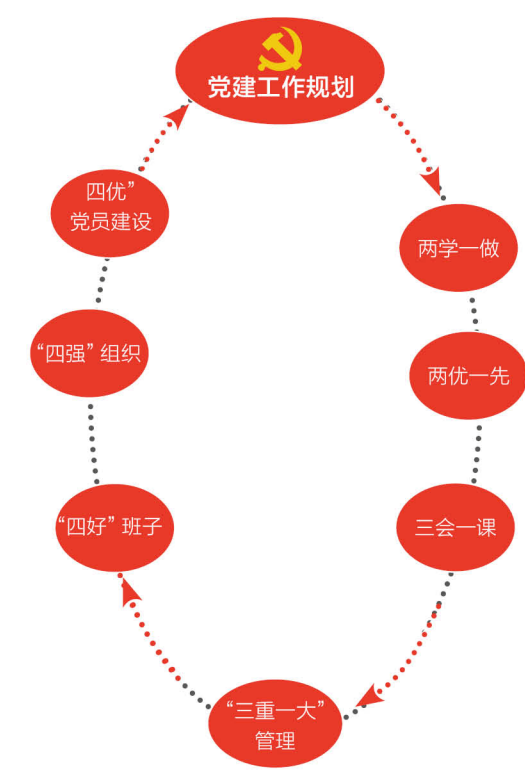 党建工作规划
两学一做
两优一先
三会一课
“三重一大”
管理
“四好” 班子
“四强” 组织
四优”
党员建设